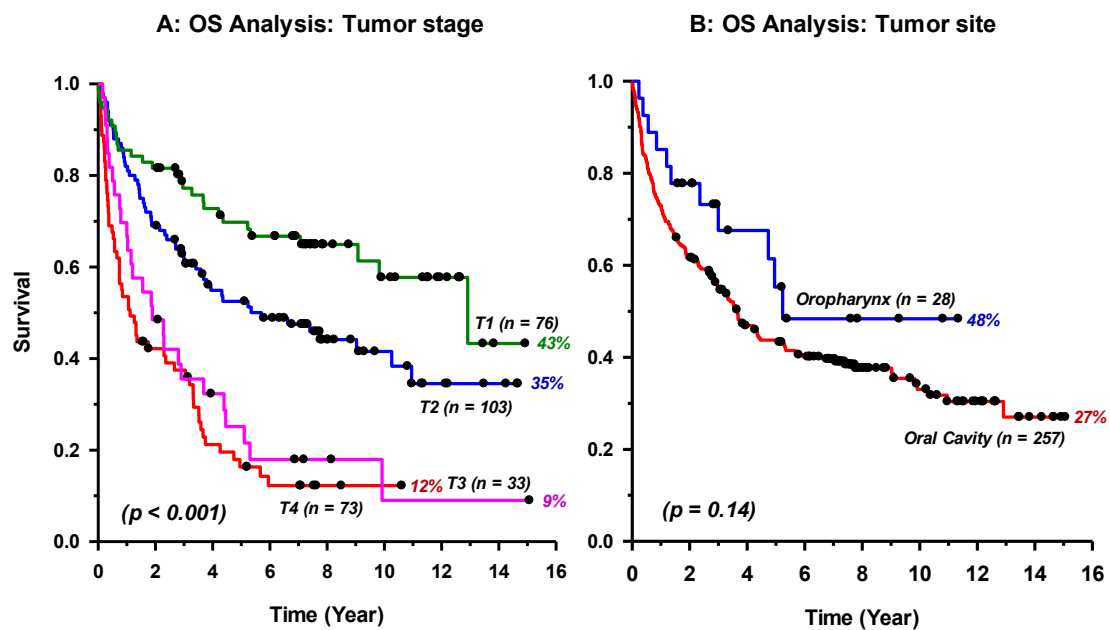 A: OS Analysis: Tumor stage
B: OS Analysis: Tumor site
Survival
1.0
0.8
0.6
0.4
0.2
0.0
T1 (n = 76)
43%
35%
T2 (n = 103)
12%
T3 (n = 33)
9%
T4 (n = 73)
(p < 0.001)
0 2 4 6 8 10 12 14 16
Time (Year)
1.0
0.8
0.6
0.4
0.2
0.0
Oropharynx (n = 28)
48%
27%
Oral Cavity (n = 257)
(p = 0.14)
0 2 4 6 8 10 12 14 16
Time (Year)